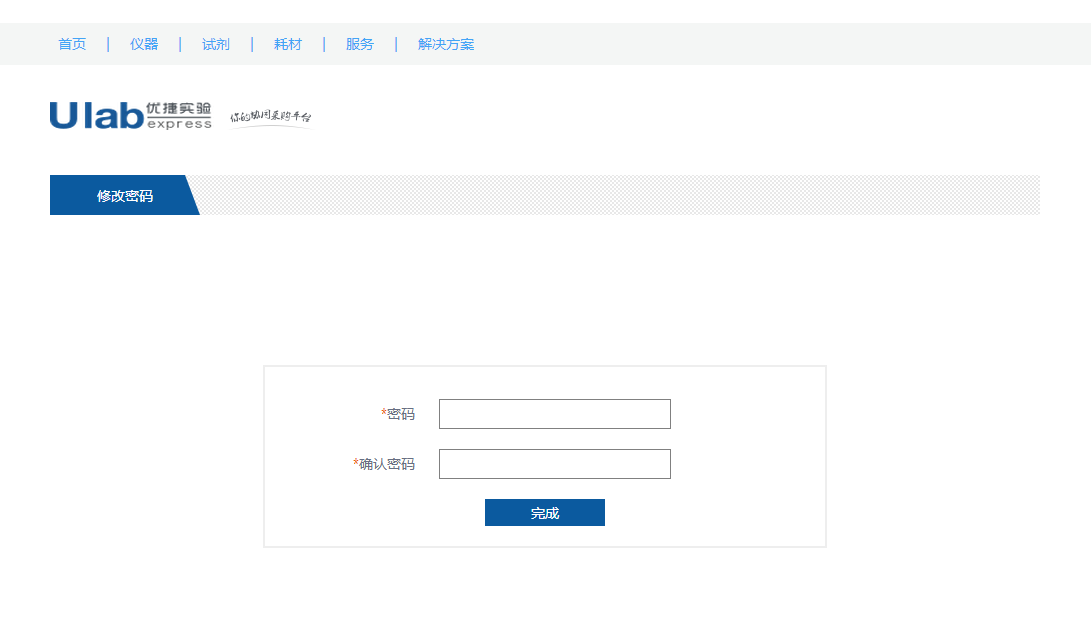 首页 | 仪器 | 试剂 | 耗材 | 服务 | 解决方案
Ulab 优捷实验
express
你的协同采购平台
修改密码
*密码
*确认密码
完成